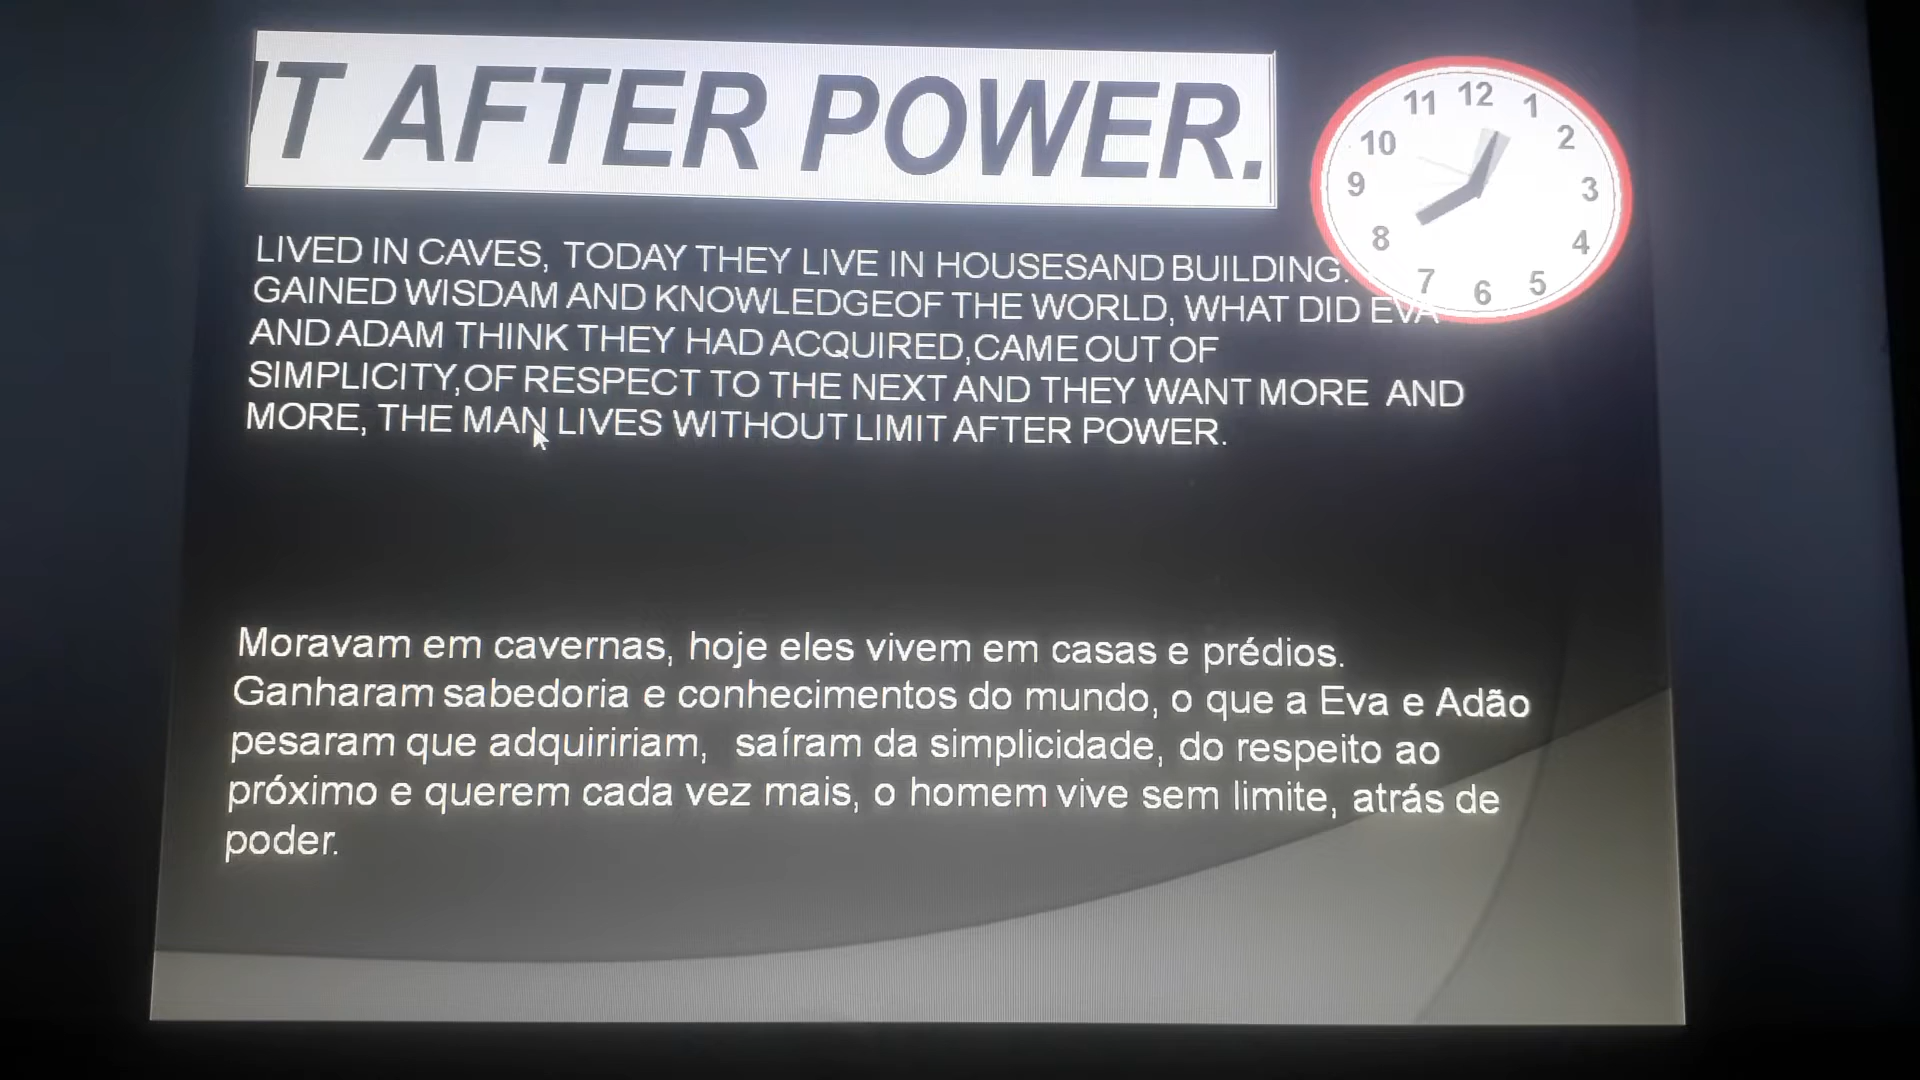 T AFTER POWER.
11 12 1
10 2
9 3
8 4
7 6 5
LIVED IN CAVES, TODAY THEY LIVE IN HOUSESAND BUILDING.
GAINED WISDAM AND KNOWLEDGEOF THE WORLD, WHAT DID EVA
AND ADAM THINK THEY HAD ACQUIRED,CAME OUT OF
SIMPLICITY,OF RESPECT TO THE NEXT AND THEY WANT MORE AND
MORE, THE MAN LIVES WITHOUT LIMIT AFTER POWER.
Moravam em cavernas, hoje eles vivem em casas e prédios.
Ganharam sabedoria e conhecimentos do mundo, o que a Eva e Adão
pesaram que adquiririam, saíram da simplicidade, do respeito ao
próximo e querem cada vez mais, o homem vive sem limite, atrás de
poder.